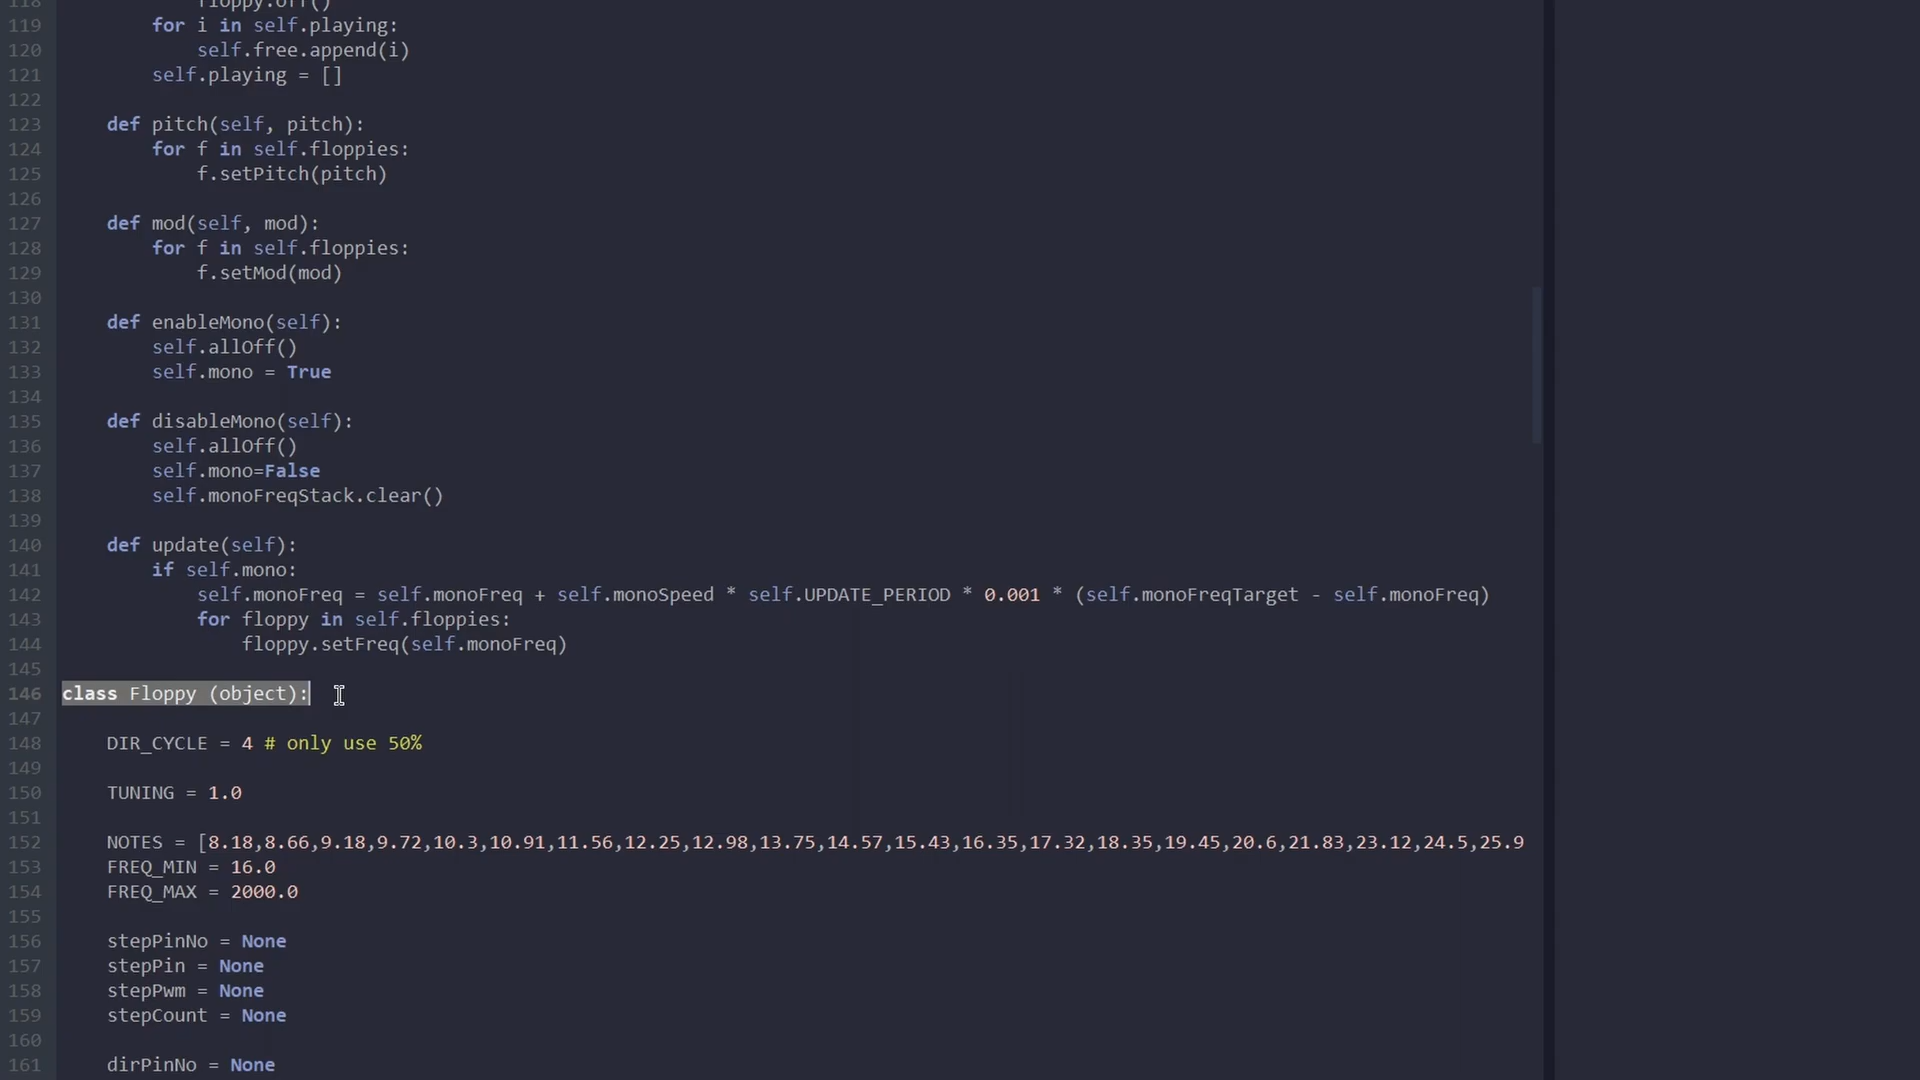 118 floppy.off()
119 for i in self.playing:
120 self.free.append(i)
121 self.playing = []
122
123 def pitch(self, pitch):
124 for f in self.floppies:
125 f.setPitch(pitch)
126
127 def mod(self, mod):
128 for f in self.floppies:
129 f.setMod(mod)
130
131 def enableMono(self):
132 self.allOff()
133 self.mono = True
134
135 def disableMono(self):
136 self.allOff()
137 self.mono=False
138 self.monoFreqStack.clear()
139
140 def update(self):
141 if self.mono:
142 self.monoFreq = self.monoFreq + self.monoSpeed * self.UPDATE_PERIOD * 0.001 * (self.monoFreqTarget - self.monoFreq)
143 for floppy in self.floppies:
144 floppy.setFreq(self.monoFreq)
145
146 class Floppy (object):
147
148 DIR_CYCLE = 4 # only use 50%
149
150 TUNING = 1.0
151
152 NOTES = [8.18,8.66,9.18,9.72,10.3,10.91,11.56,12.25,12.98,13.75,14.57,15.43,16.35,17.32,18.35,19.45,20.6,21.83,23.12,24.5,25.9
153 FREQ_MIN = 16.0
154 FREQ_MAX = 2000.0
155
156 stepPinNo = None
157 stepPin = None
158 stepPwm = None
159 stepCount = None
160
161 dirPinNo = None